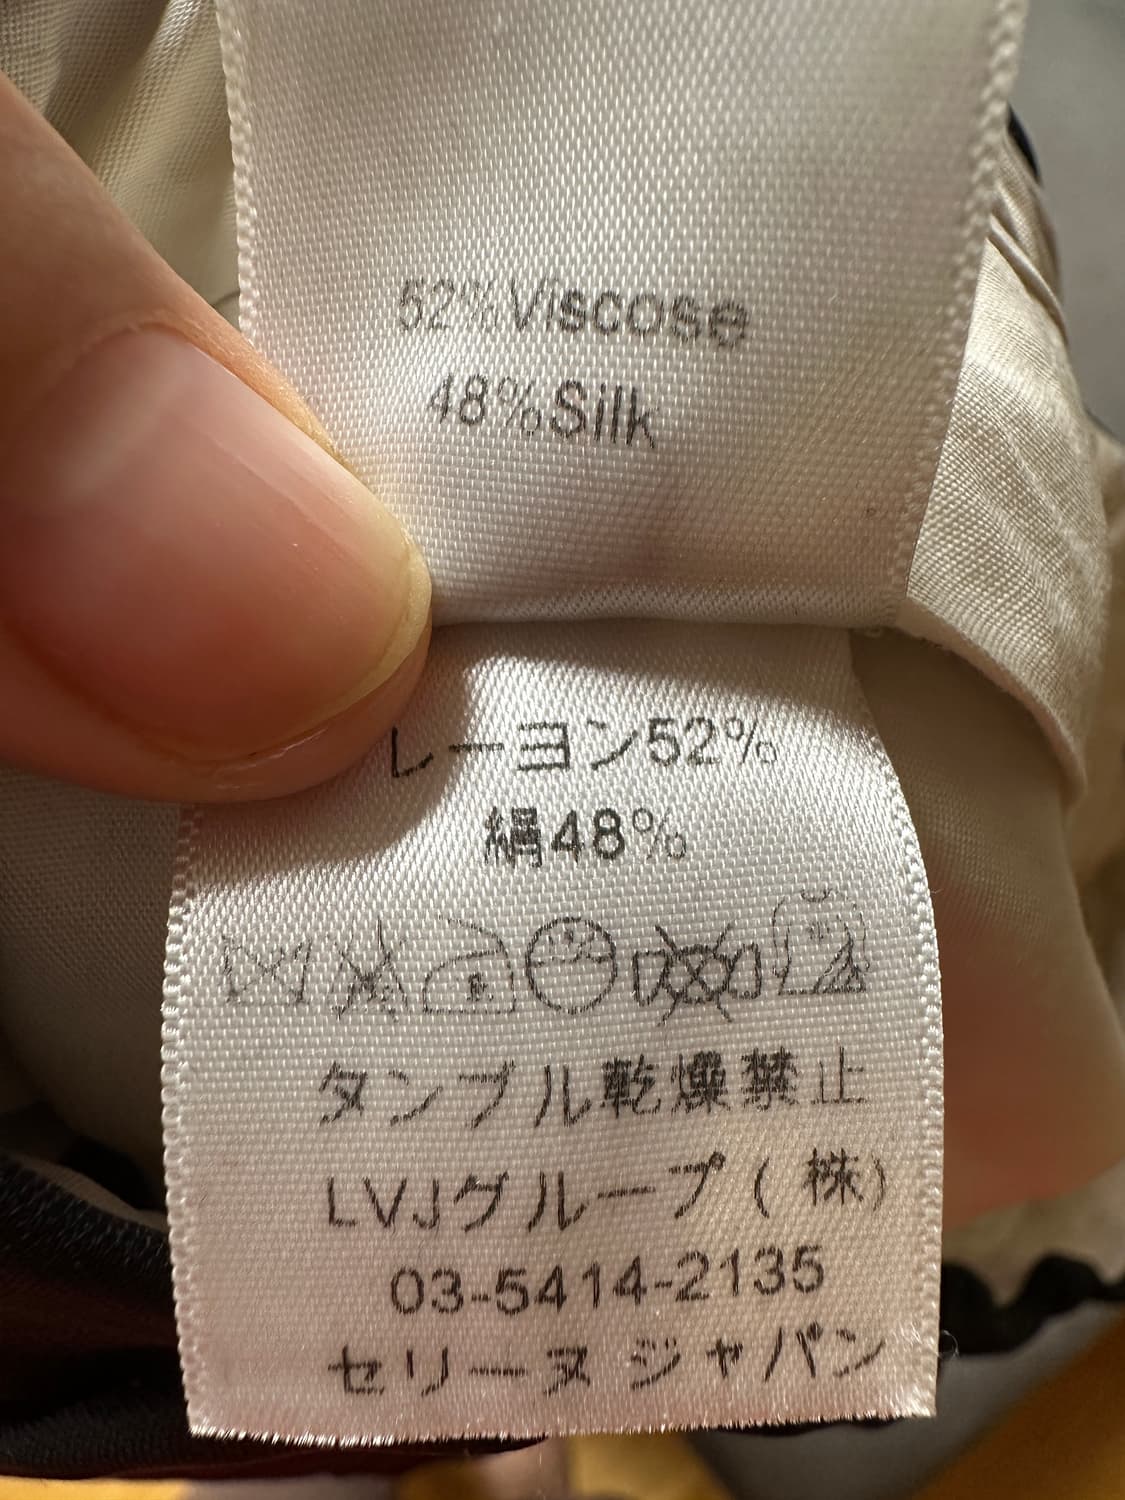 52%Viscose
48%Silk
レーヨン52%
絹48%
タンブル乾燥禁止
LVJグループ(株)
03-5414-2135
セリーヌ ジャパン